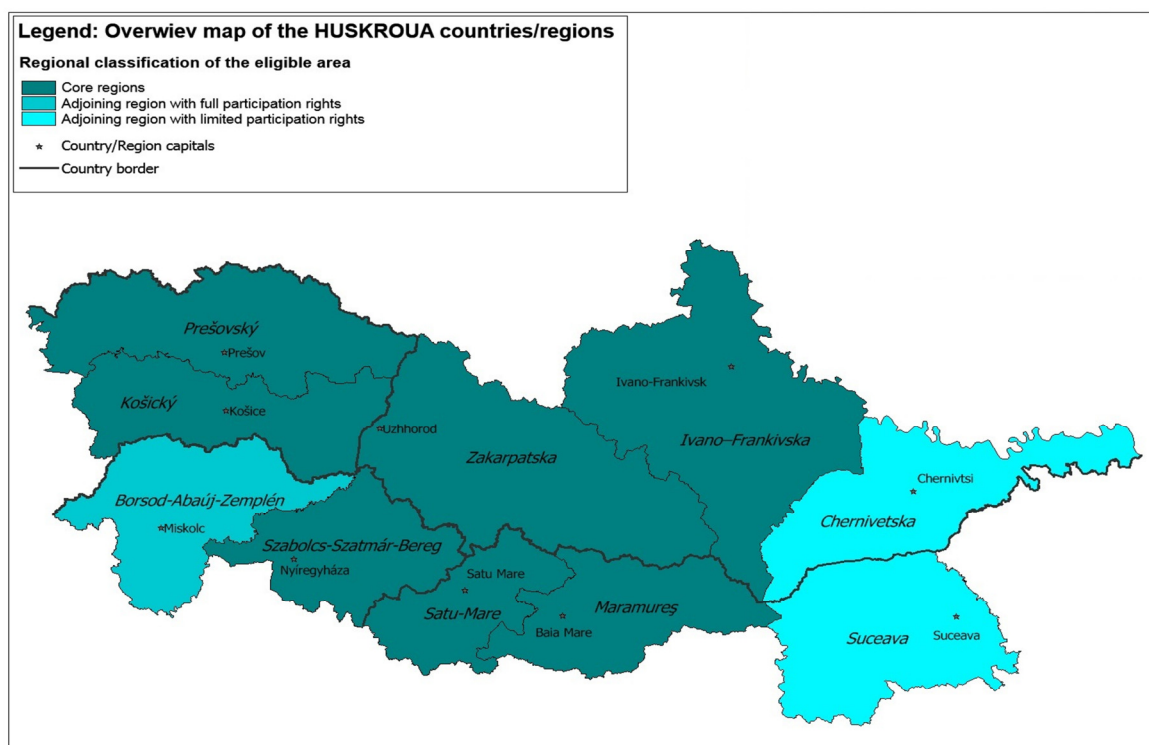 Legend: Overwiev map of the HUSKROUA countries/regions
Regional classification of the eligible area
Core regions
Adjoining region with full participation rights
Adjoining region with limited participation rights
Country/Region capitals
Country border
Prešovský
Prešov
Košický
Košice
Uzhhorod
Zakarpatska
Ivano-Frankivsk
Ivano–Frankivska
Borsod-Abaúj-Zemplén
Miskolc
Szabolcs-Szatmár-Bereg
Nyíregyháza
Satu Mare
Satu-Mare
Maramureş
Baia Mare
Chernivtsi
Chernivetska
Suceava
Suceava